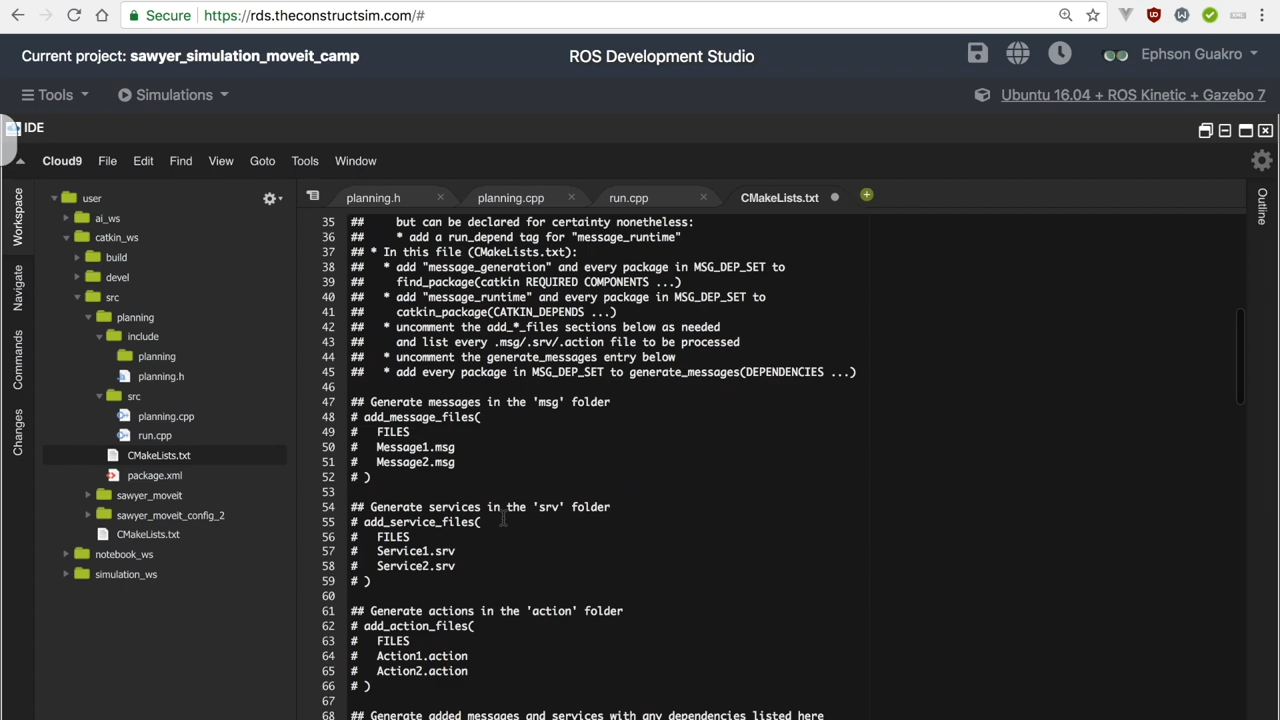 Secure https://rds.theconstructsim.com/#
Current project: sawyer_simulation_moveit_camp
ROS Development Studio
Ephson Guakro
Tools
Simulations
Ubuntu 16.04 + ROS Kinetic + Gazebo 7
IDE
Cloud9 File Edit Find View Goto Tools Window
Workspace
Navigate
Commands
Changes
user
ai_ws
catkin_ws
build
devel
src
planning
include
planning
planning.h
src
planning.cpp
run.cpp
CMakeLists.txt
package.xml
sawyer_moveit
sawyer_moveit_config_2
CMakeLists.txt
notebook_ws
simulation_ws
planning.h planning.cpp run.cpp CMakeLists.txt
35 ##     but can be declared for certainty nonetheless:
36 ##     * add a run_depend tag for "message_runtime"
37 ## * In this file (CMakeLists.txt):
38 ##   * add "message_generation" and every package in MSG_DEP_SET to
39 ##     find_package(catkin REQUIRED COMPONENTS ...)
40 ##   * add "message_runtime" and every package in MSG_DEP_SET to
41 ##     catkin_package(CATKIN_DEPENDS ...)
42 ##   * uncomment the add_*_files sections below as needed
43 ##     and list every .msg/.srv/.action file to be processed
44 ##   * uncomment the generate_messages entry below
45 ##   * add every package in MSG_DEP_SET to generate_messages(DEPENDENCIES ...)
46
47 ## Generate messages in the 'msg' folder
48 # add_message_files(
49 #   FILES
50 #   Message1.msg
51 #   Message2.msg
52 # )
53
54 ## Generate services in the 'srv' folder
55 # add_service_files(
56 #   FILES
57 #   Service1.srv
58 #   Service2.srv
59 # )
60
61 ## Generate actions in the 'action' folder
62 # add_action_files(
63 #   FILES
64 #   Action1.action
65 #   Action2.action
66 # )
67
68 ## Generate added messages and services with any dependencies listed here
Outline